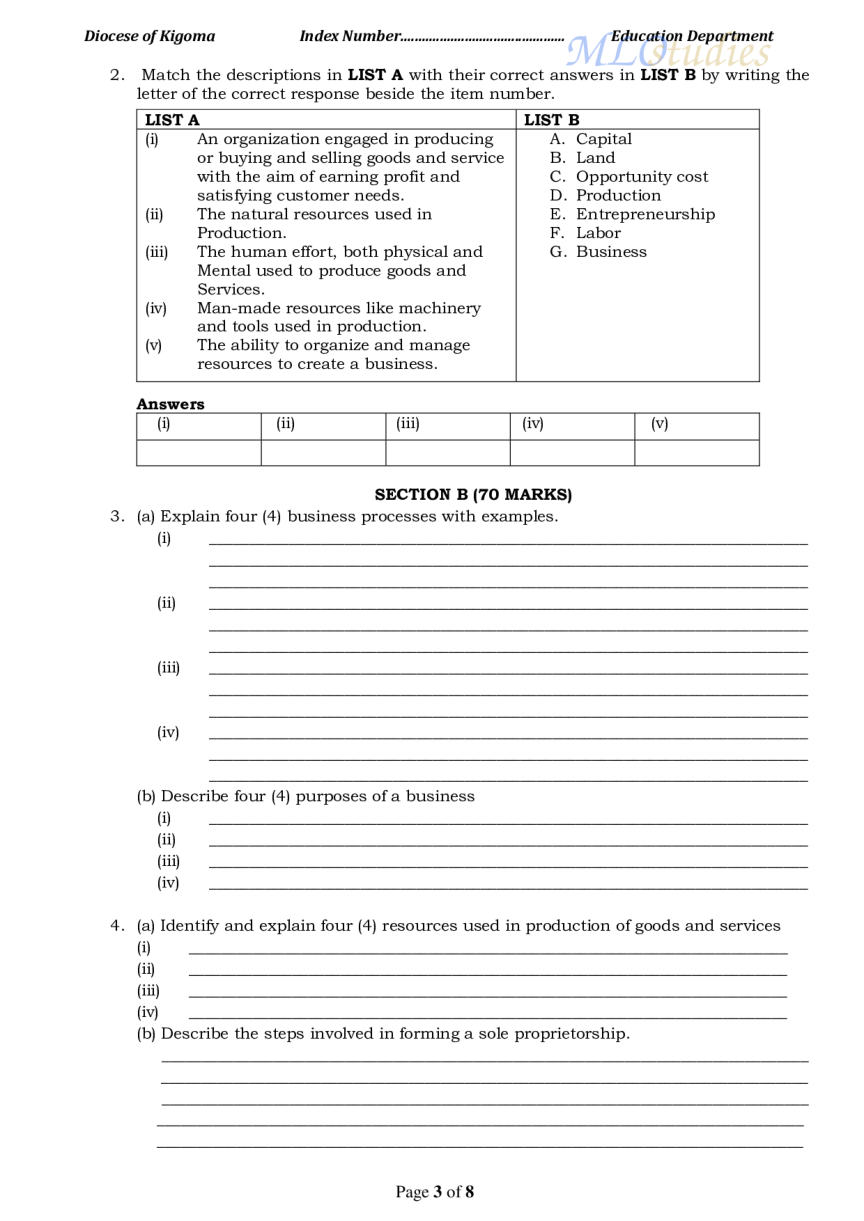 Diocese of Kigoma Index Number.............................................. Education Department
MLOstudies
2. Match the descriptions in LIST A with their correct answers in LIST B by writing the
letter of the correct response beside the item number.
LIST A LIST B
(i) An organization engaged in producing A. Capital
or buying and selling goods and service B. Land
with the aim of earning profit and C. Opportunity cost
satisfying customer needs. D. Production
(ii) The natural resources used in E. Entrepreneurship
Production. F. Labor
(iii) The human effort, both physical and G. Business
Mental used to produce goods and
Services.
(iv) Man-made resources like machinery
and tools used in production.
(v) The ability to organize and manage
resources to create a business.
Answers
(i) (ii) (iii) (iv) (v)
SECTION B (70 MARKS)
3. (a) Explain four (4) business processes with examples.
(i)
(ii)
(iii)
(iv)
(b) Describe four (4) purposes of a business
(i)
(ii)
(iii)
(iv)
4. (a) Identify and explain four (4) resources used in production of goods and services
(i)
(ii)
(iii)
(iv)
(b) Describe the steps involved in forming a sole proprietorship.
Page 3 of 8